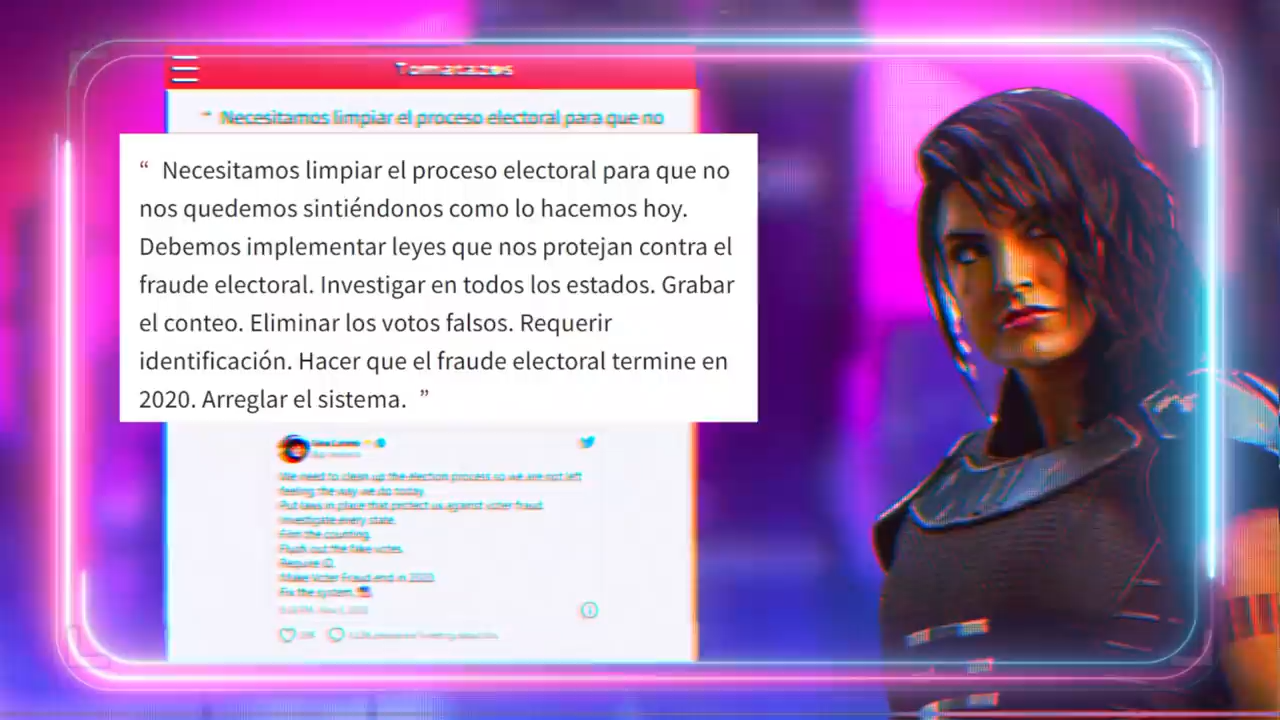 Tomatazos
“ Necesitamos limpiar el proceso electoral para que no
“ Necesitamos limpiar el proceso electoral para que no
nos quedemos sintiéndonos como lo hacemos hoy.
Debemos implementar leyes que nos protejan contra el
fraude electoral. Investigar en todos los estados. Grabar
el conteo. Eliminar los votos falsos. Requerir
identificación. Hacer que el fraude electoral termine en
2020. Arreglar el sistema. ”
We need to clean up the election process so we are not left
feeling the way we do today.
Put laws in place that protect us against voter fraud.
Investigate every state.
Film the counting.
Flush out the fake votes.
Require ID.
Make Voter Fraud end in 2020.
Fix the system.